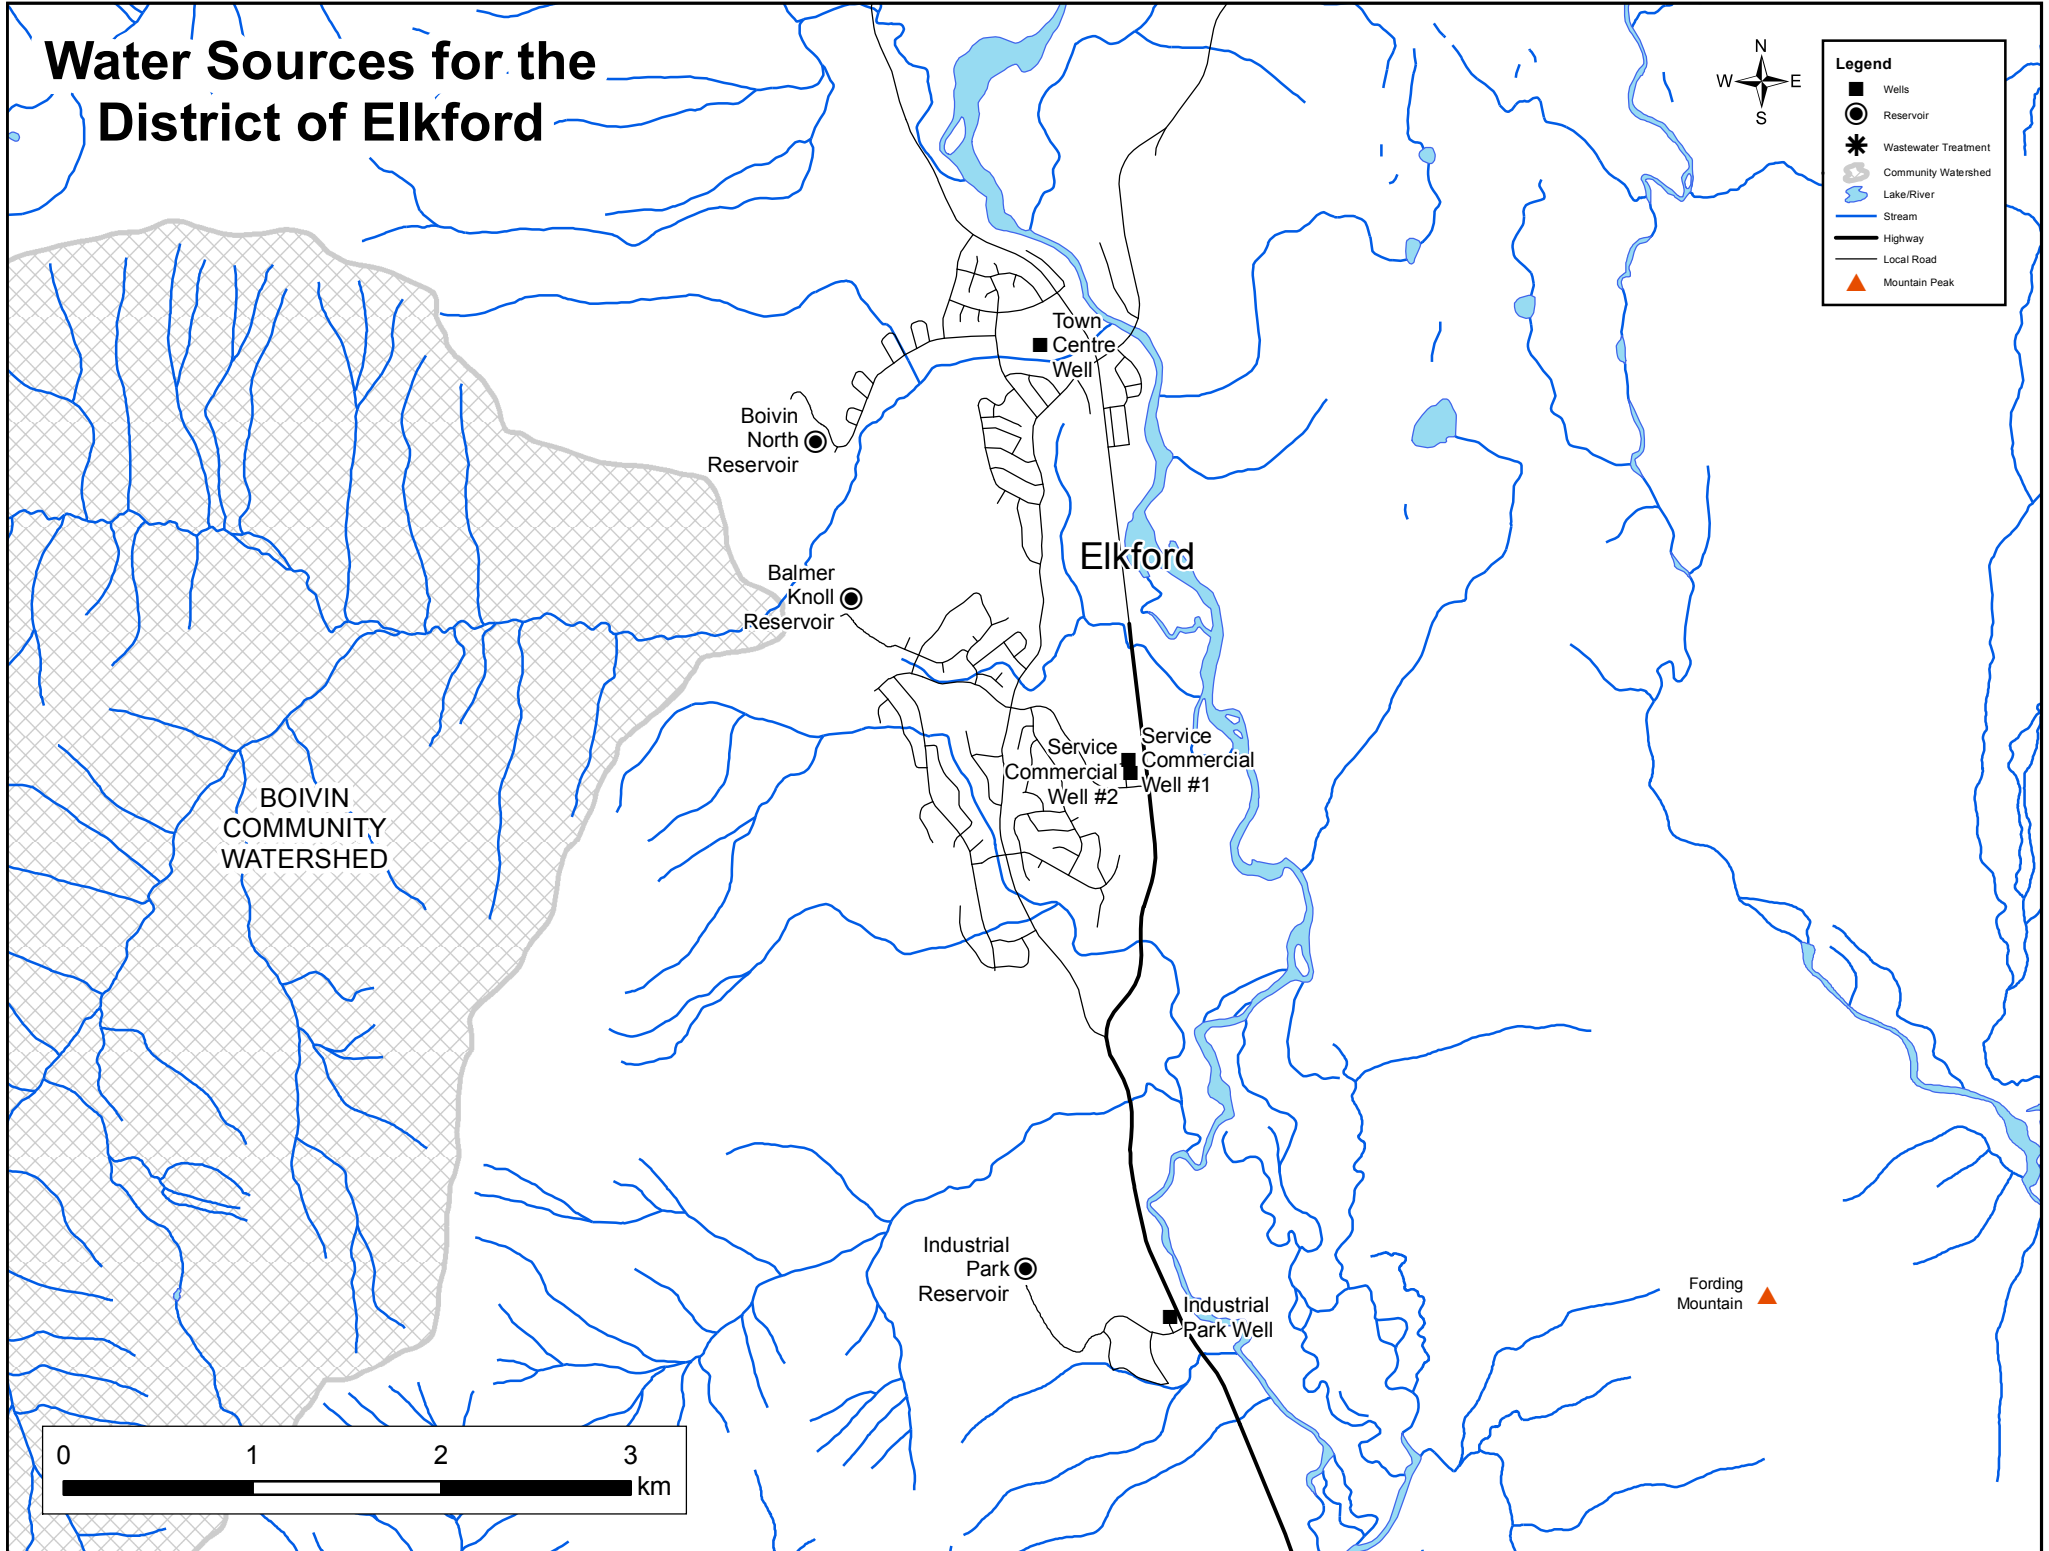 Water Sources for the
District of Elkford
N
W
E
S
Legend
Wells
Reservoir
Wastewater Treatment
Community Watershed
Lake/River
Stream
Highway
Local Road
Mountain Peak
Town
Centre
Well
Boivin
North
Reservoir
Elkford
Balmer
Knoll
Reservoir
Service
Commercial
Well #1
Service
Commercial
Well #2
BOIVIN
COMMUNITY
WATERSHED
Industrial
Park
Reservoir
Industrial
Park Well
Fording
Mountain
0 1 2 3
km